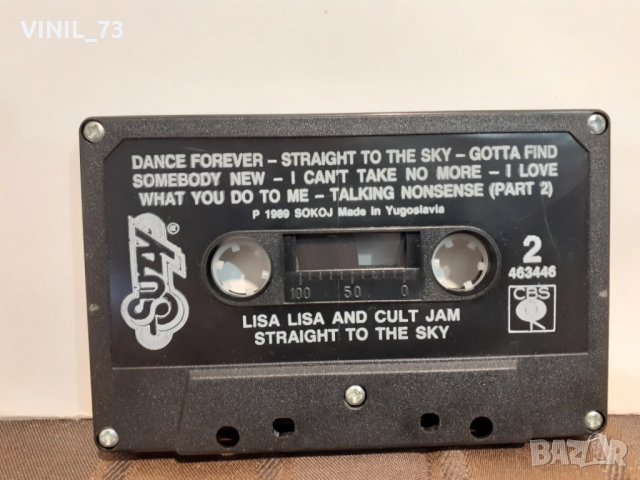 VINIL_73
DANCE FOREVER – STRAIGHT TO THE SKY – GOTTA FIND
SOMEBODY NEW – I CAN'T TAKE NO MORE – I LOVE
WHAT YOU DO TO ME – TALKING NONSENSE (PART 2)
P 1989 SOKOJ Made in Yugoslavia
SUZY ®
2
463446
CBS
100 50 0
LISA LISA AND CULT JAM
STRAIGHT TO THE SKY
BAZAR